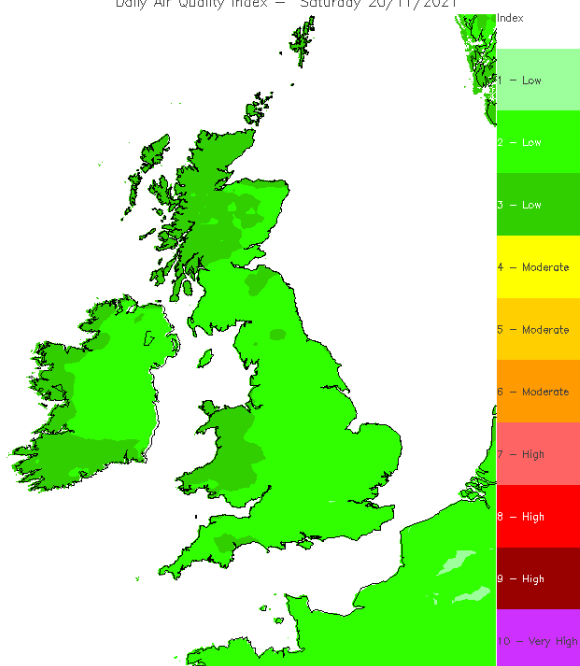 Daily Air Quality Index - Saturday 20/11/2021
Index
1 - Low
2 - Low
3 - Low
4 - Moderate
5 - Moderate
6 - Moderate
7 - High
8 - High
9 - High
10 - Very High